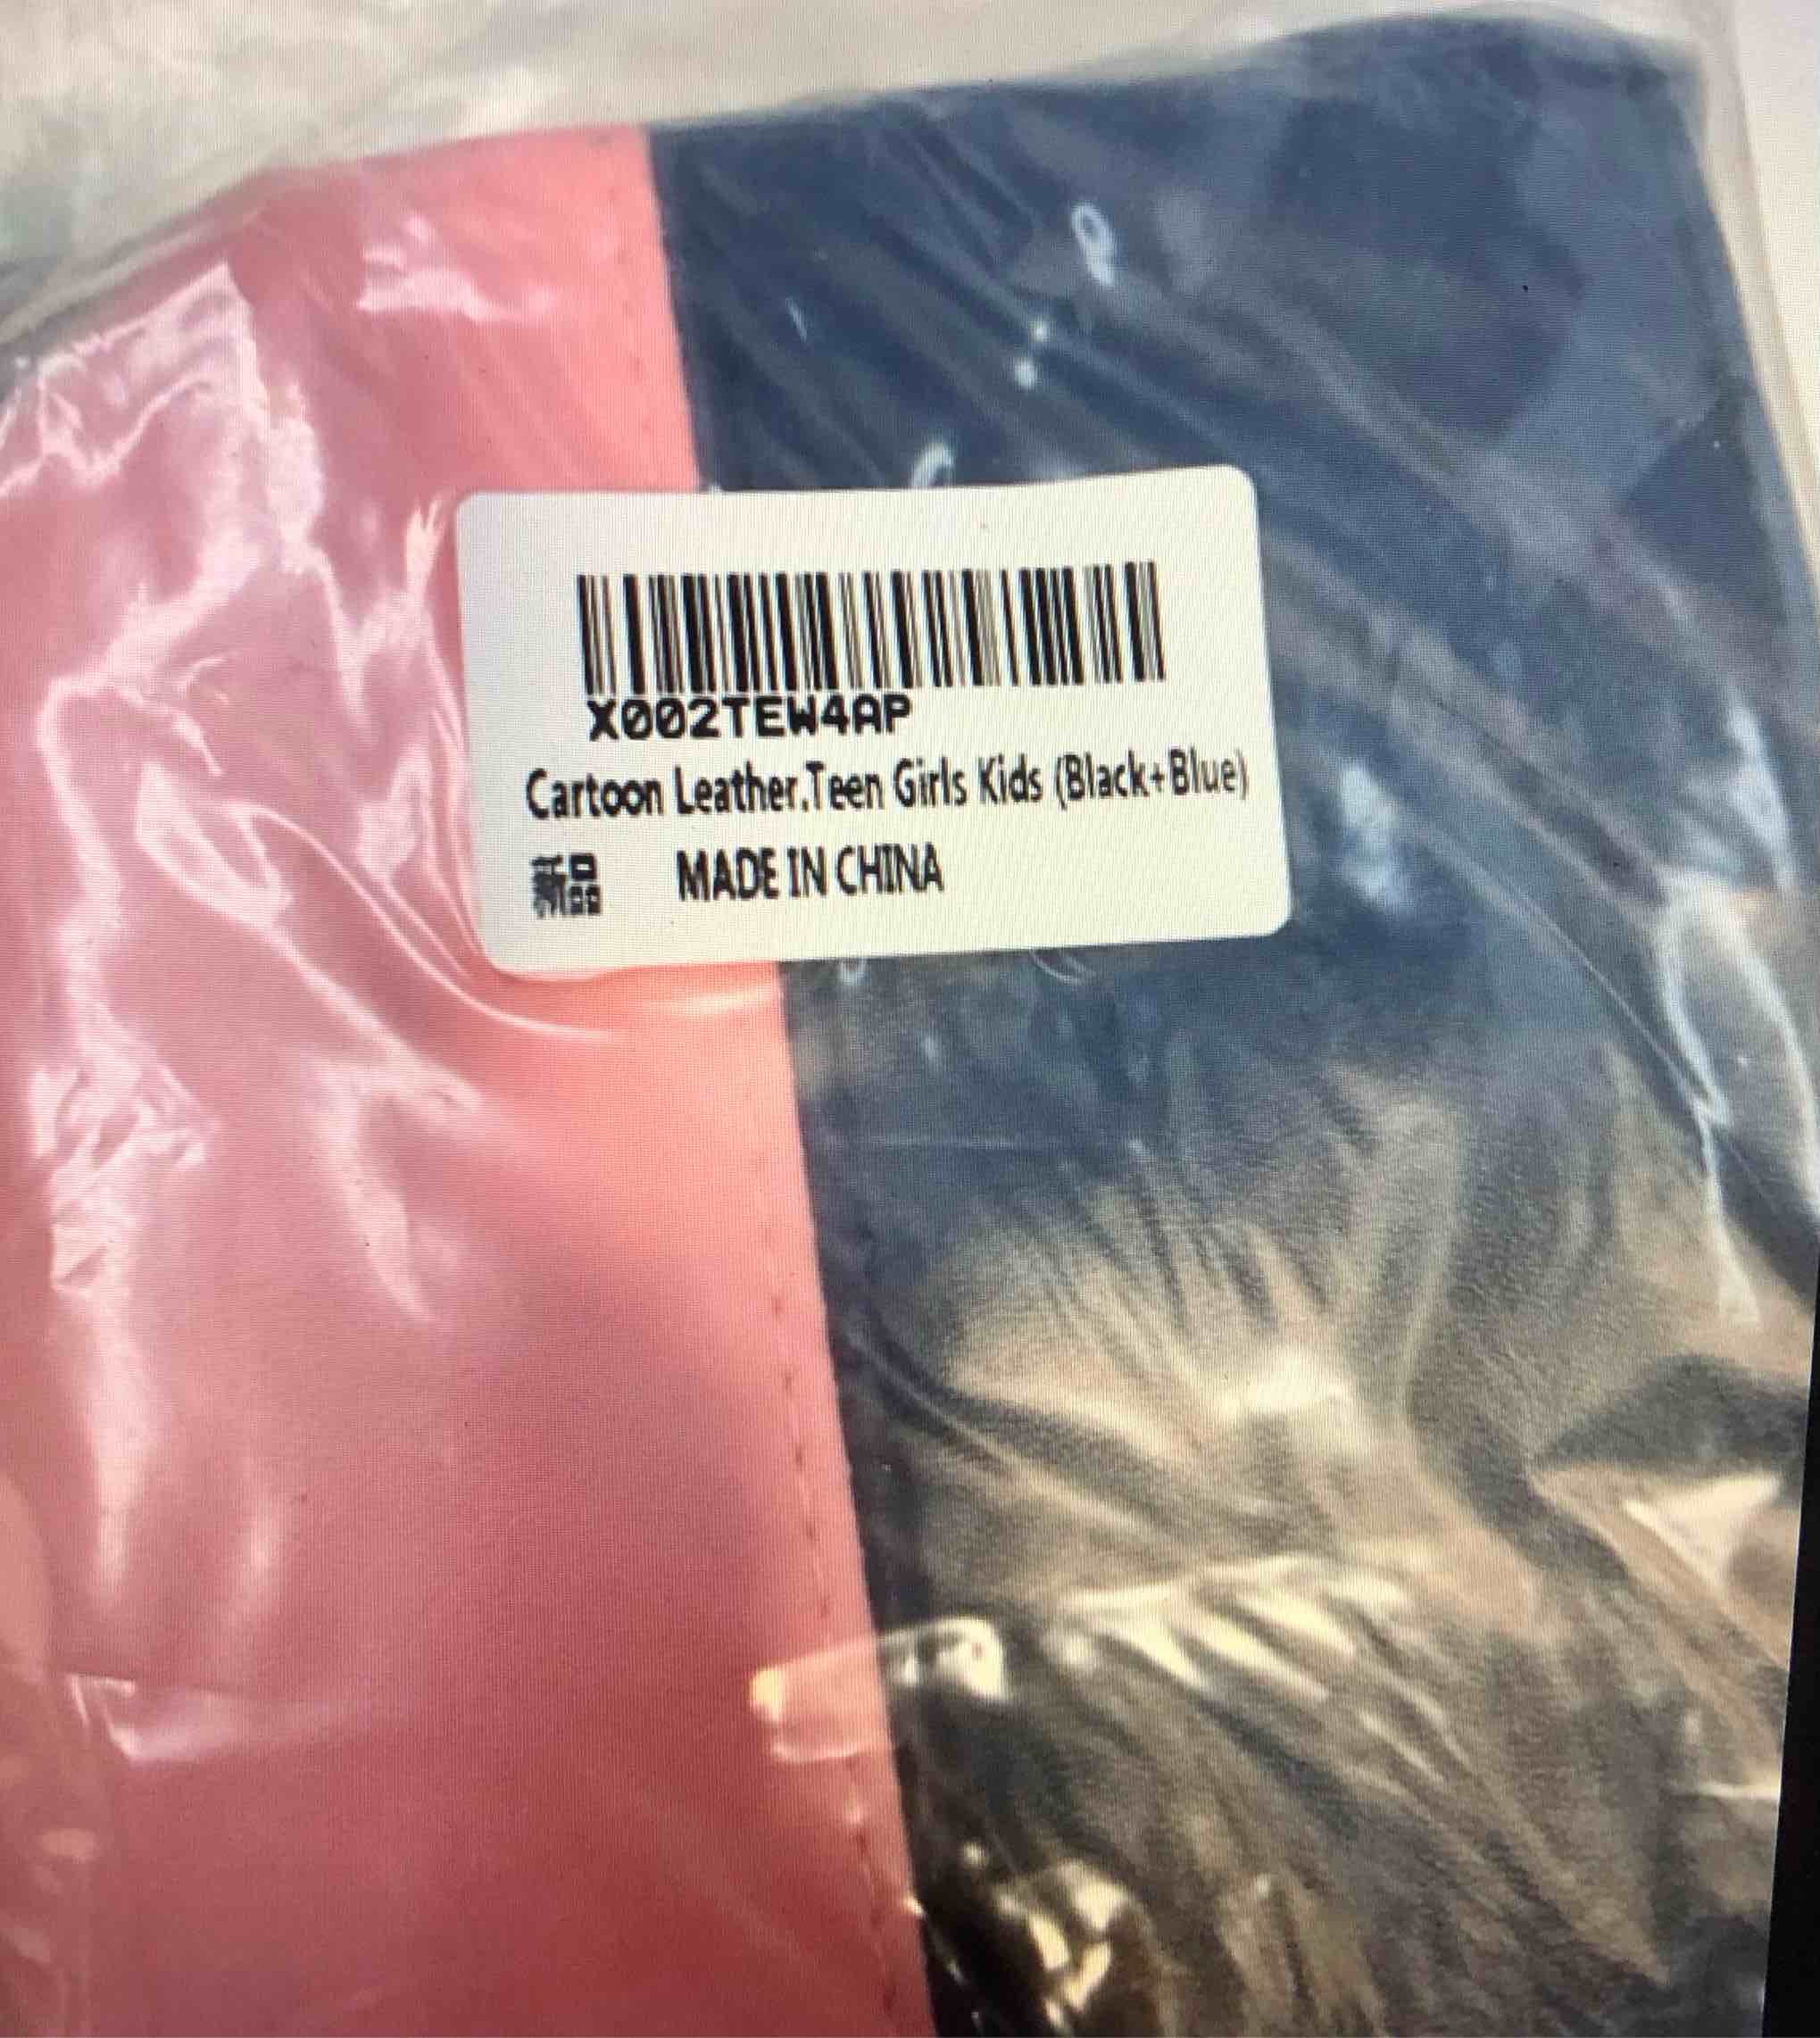 X002TEW4AP
Cartoon Leather.Teen Girls Kids (Black+Blue)
新品 MADE IN CHINA